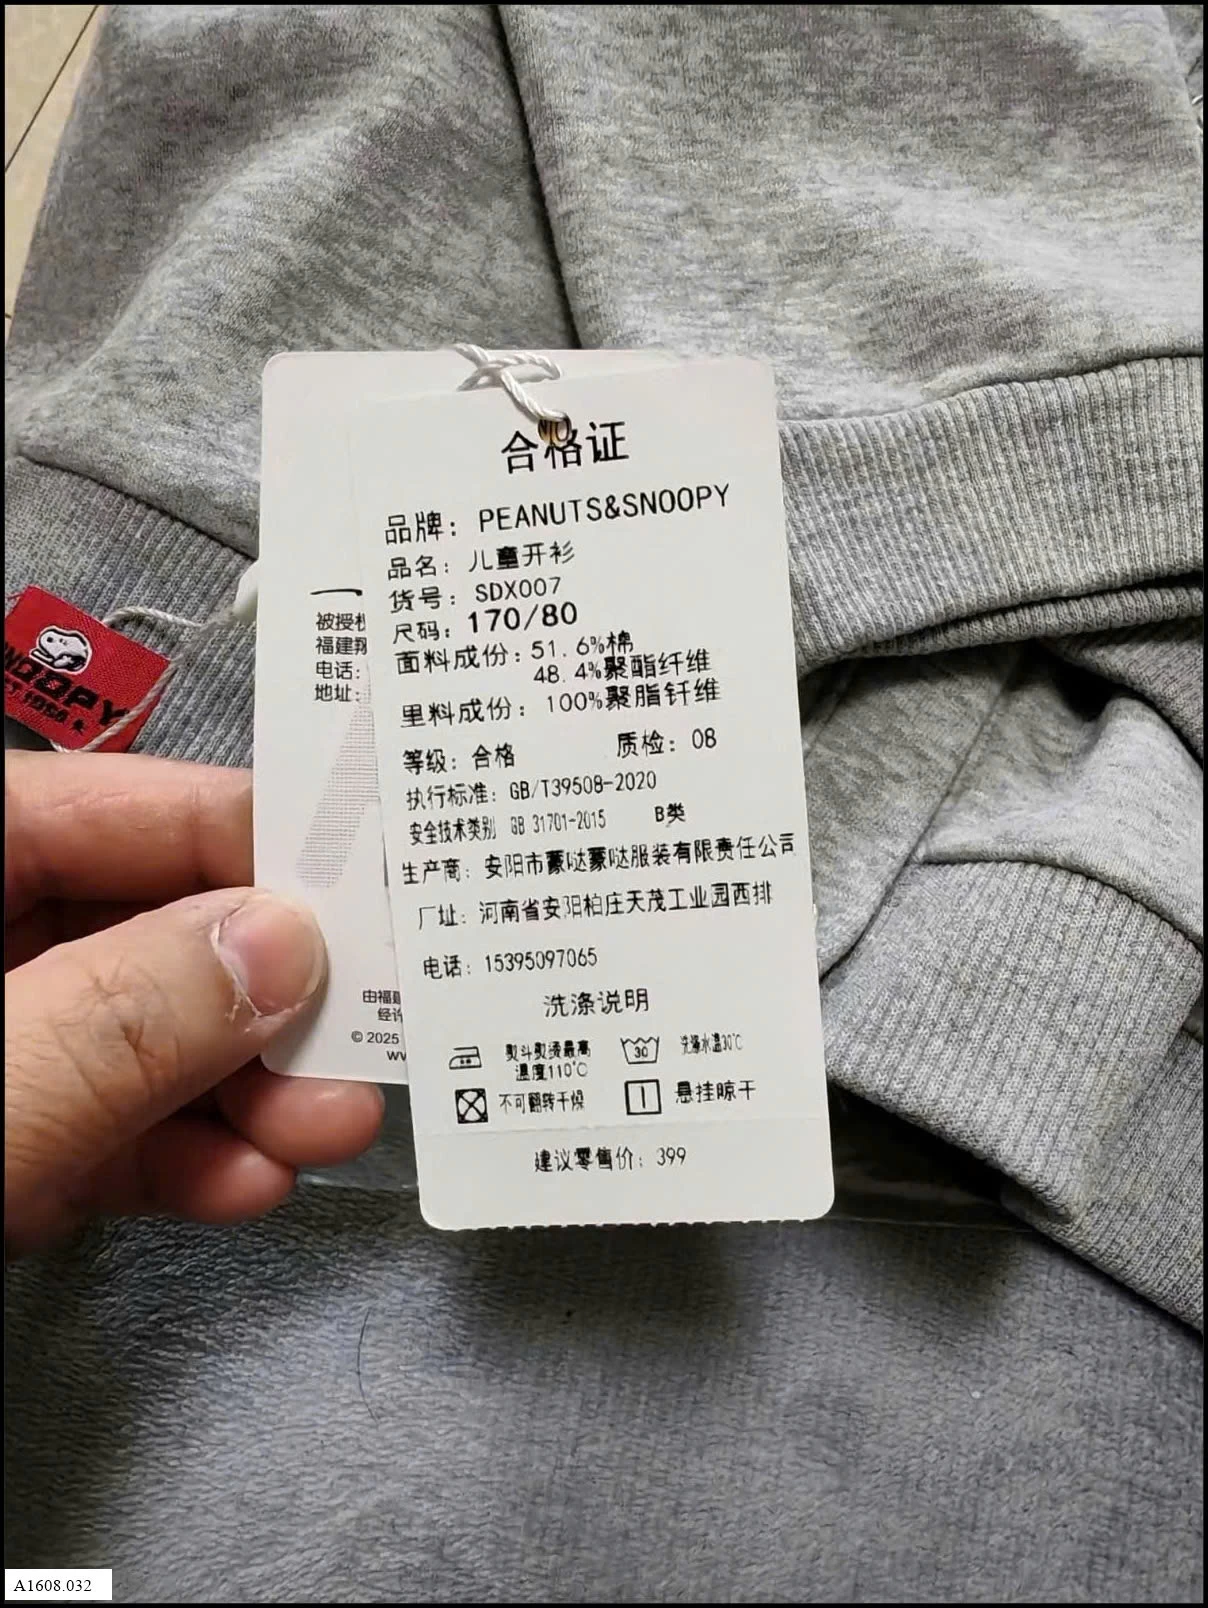 合格证
品牌：PEANUTS&SNOOPY
品名：儿童开衫
货号：SDX007
尺码：170/80
面料成份：51.6%棉
48.4%聚酯纤维
里料成份：100%聚脂钎维
等级：合格 质检：08
执行标准：GB/T39508-2020
安全技术类别 GB 31701-2015 B类
生产商：安阳市蒙哒蒙哒服装有限责任公司
厂址：河南省安阳柏庄天茂工业园西排
电话：15395097065
洗涤说明
熨斗熨烫最高
温度110℃
30
洗涤水温30℃
不可翻转干燥
悬挂晾干
建议零售价：399
被授权
福建翔
电话：
地址：
由福建
经许
© 2025
ww
NOOPY
A1608.032